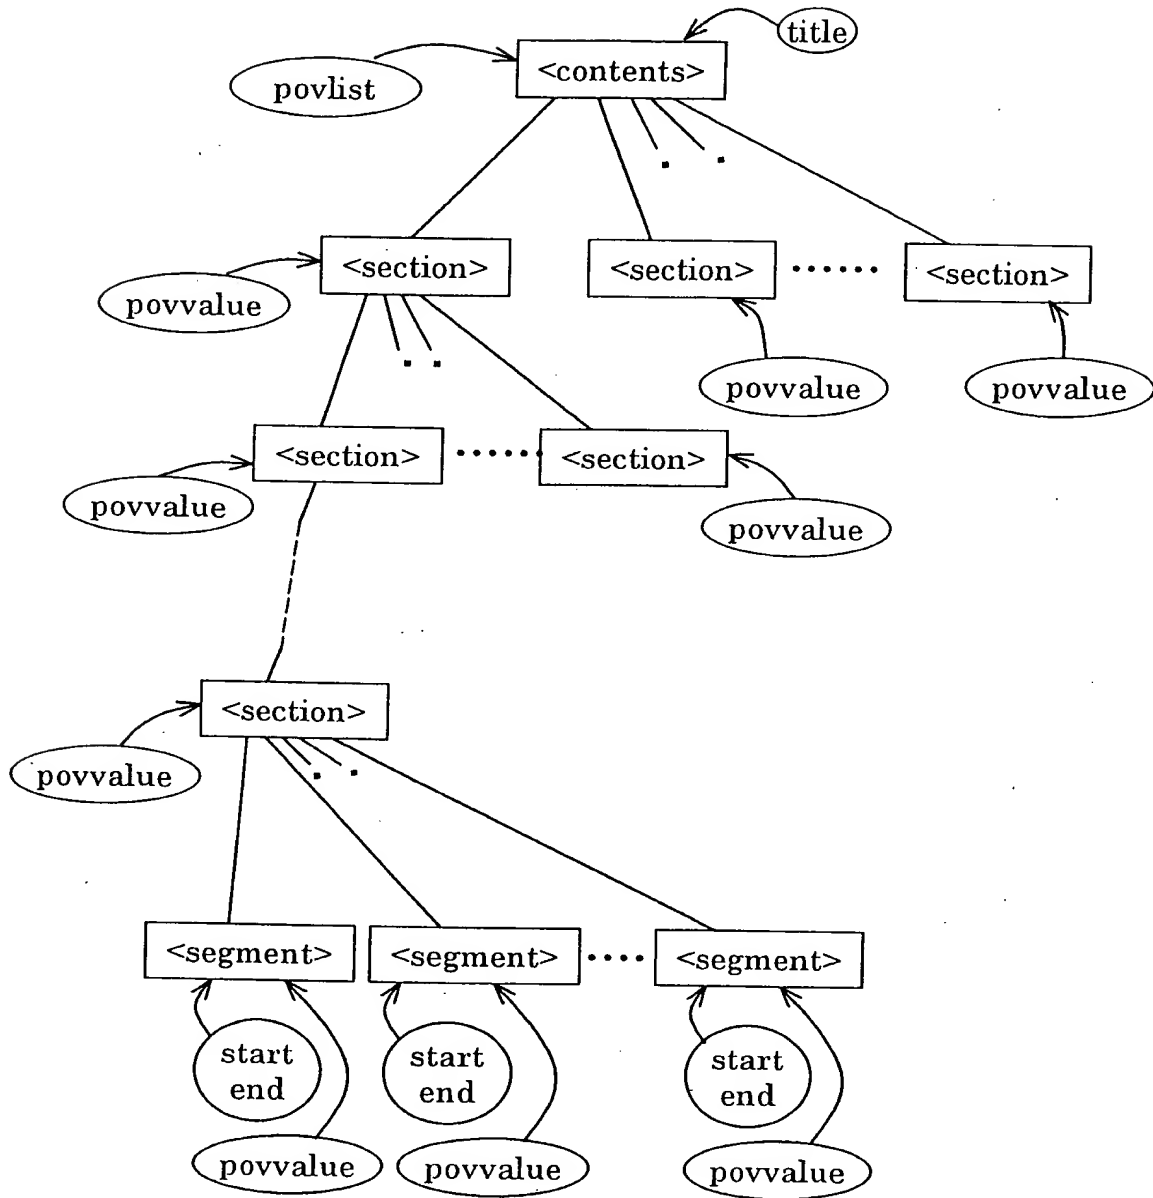 title
<contents>
povlist
<section>
<section>
<section>
povvalue
povvalue
povvalue
<section>
<section>
povvalue
povvalue
<section>
povvalue
<segment>
<segment>
<segment>
start
end
start
end
start
end
povvalue
povvalue
povvalue